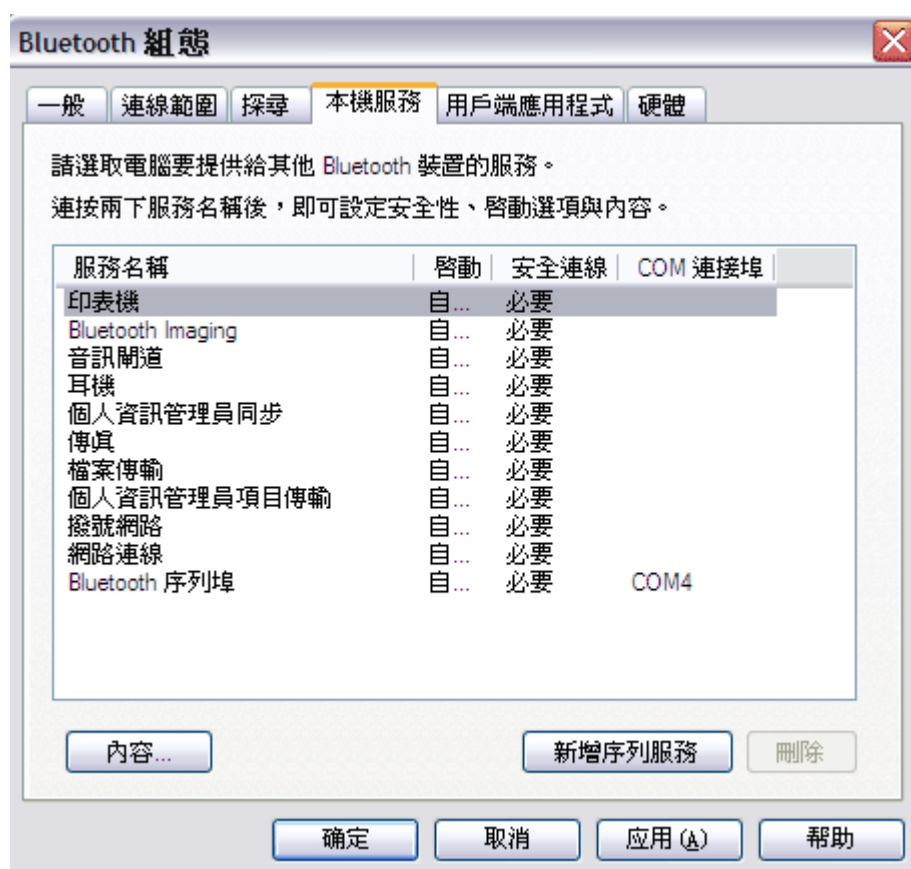 Bluetooth 組態
一般 連線範圍 探尋 本機服務 用戶端應用程式 硬體
請選取電腦要提供給其他 Bluetooth 裝置的服務。
連按兩下服務名稱後，即可設定安全性、啓動選項與內容。
服務名稱 啓動 安全連線 COM 連接埠
印表機 自... 必要
Bluetooth Imaging 自... 必要
音訊閘道 自... 必要
耳機 自... 必要
個人資訊管理員同步 自... 必要
傳眞 自... 必要
檔案傳輸 自... 必要
個人資訊管理員項目傳輸 自... 必要
撥號網路 自... 必要
網路連線 自... 必要
Bluetooth 序列埠 自... 必要 COM4
內容... 新增序列服務 刪除
确定 取消 应用(A) 帮助